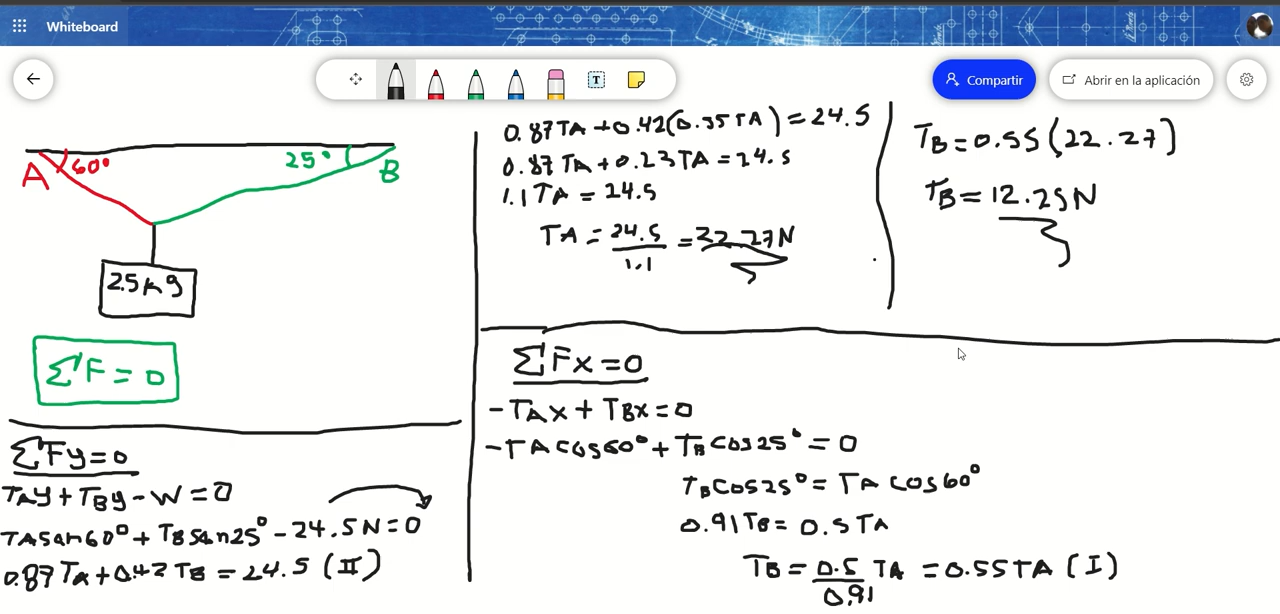 Whiteboard
Compartir
Abrir en la aplicación
A 60° 25° B
2.5kg
ΣF = 0
ΣFy=0
TAy+TBy-W=0
TAsen60°+TBsen25°-24.5N=0
0.87TA+0.42TB=24.5 (II)
0.87TA+0.42(0.55TA)=24.5
0.87TA+0.23TA=24.5
1.1TA=24.5
TA=24.5/1.1=22.27N
TB=0.55(22.27)
TB=12.25N
ΣFx=0
-TAx+TBx=0
-TAcos60°+TBcos25°=0
TBcos25°=TAcos60°
0.91TB=0.5TA
TB=0.5/0.91 TA=0.55TA (I)